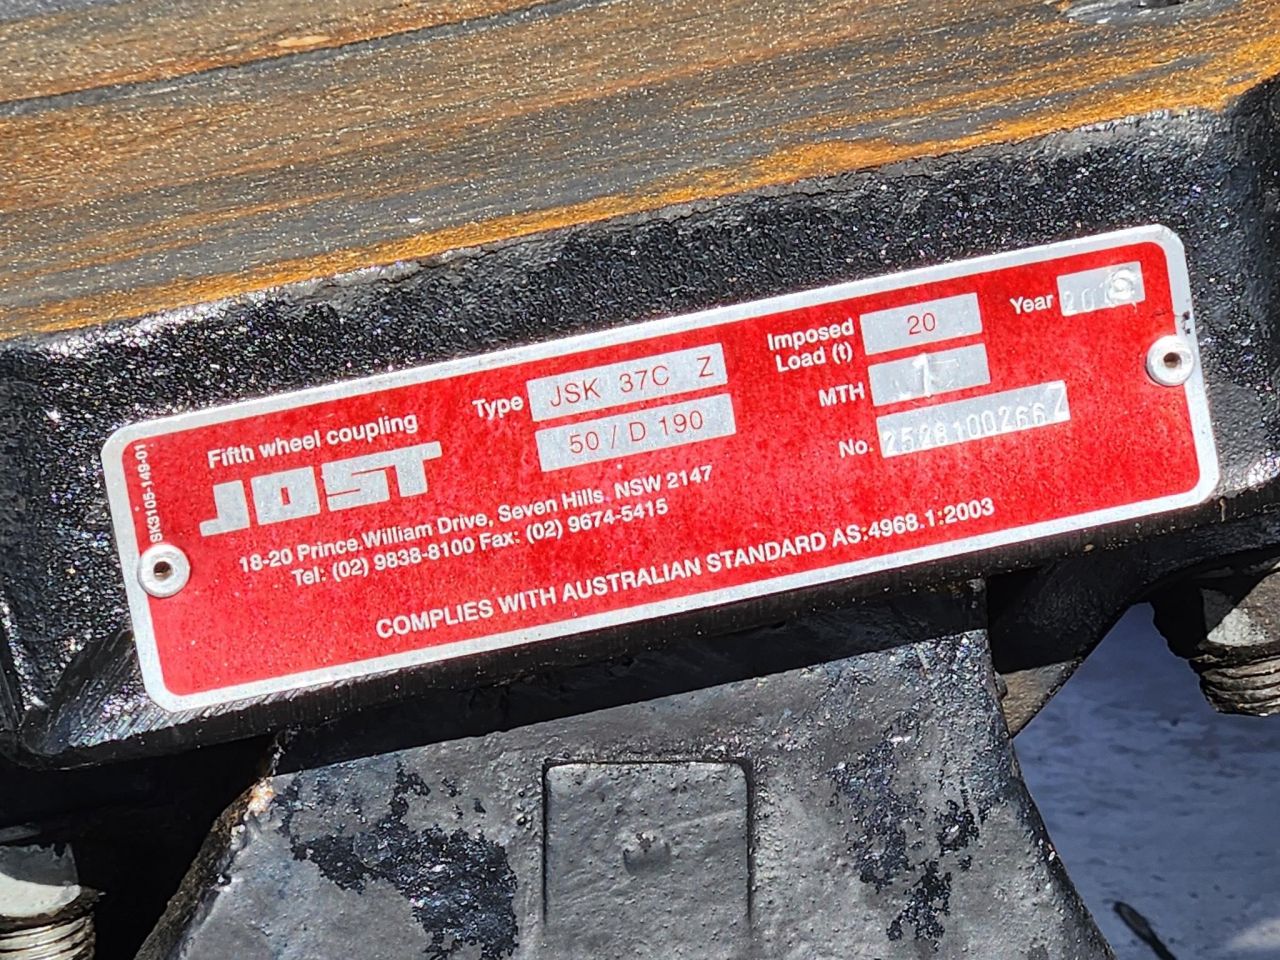 SK3105-149-01
Fifth wheel coupling
JOST
Type JSK 37C Z
50 / D 190
Imposed Load (t) 20
MTH
Year
No. 25281002667Z
18-20 Prince William Drive, Seven Hills NSW 2147
Tel: (02) 9838-8100 Fax: (02) 9674-5415
COMPLIES WITH AUSTRALIAN STANDARD AS:4968.1:2003